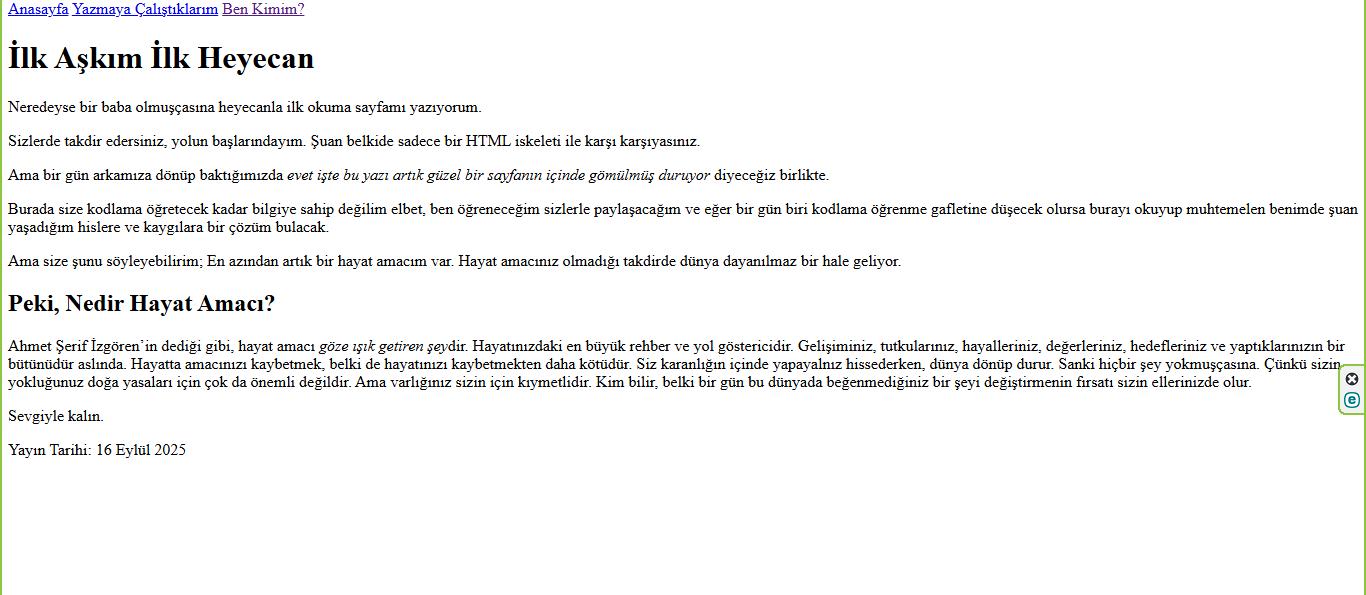 Anasayfa Yazmaya Çalıştıklarım Ben Kimim?
İlk Aşkım İlk Heyecan
Neredeyse bir baba olmuşçasına heyecanla ilk okuma sayfamı yazıyorum.
Sizlerde takdir edersiniz, yolun başlarındayım. Şuan belkide sadece bir HTML iskeleti ile karşı karşıyasınız.
Ama bir gün arkamıza dönüp baktığımızda evet işte bu yazı artık güzel bir sayfanın içinde gömülmüş duruyor diyeceğiz birlikte.
Burada size kodlama öğretecek kadar bilgiye sahip değilim elbet, ben öğreneceğim sizlerle paylaşacağım ve eğer bir gün biri kodlama öğrenme gafletine düşecek olursa burayı okuyup muhtemelen benimde şuan
yaşadığım hislere ve kaygılara bir çözüm bulacak.
Ama size şunu söyleyebilirim; En azından artık bir hayat amacım var. Hayat amacınız olmadığı takdirde dünya dayanılmaz bir hale geliyor.
Peki, Nedir Hayat Amacı?
Ahmet Şerif İzgören’in dediği gibi, hayat amacı göze ışık getiren şeydir. Hayatınızdaki en büyük rehber ve yol göstericidir. Gelişiminiz, tutkularınız, hayalleriniz, değerleriniz, hedefleriniz ve yaptıklarınızın bir
bütünüdür aslında. Hayatta amacınızı kaybetmek, belki de hayatınızı kaybetmekten daha kötüdür. Siz karanlığın içinde yapayalnız hissederken, dünya dönüp durur. Sanki hiçbir şey yokmuşçasına. Çünkü sizin
yokluğunuz doğa yasaları için çok da önemli değildir. Ama varlığınız sizin için kıymetlidir. Kim bilir, belki bir gün bu dünyada beğenmediğiniz bir şeyi değiştirmenin fırsatı sizin ellerinizde olur.
Sevgiyle kalın.
Yayın Tarihi: 16 Eylül 2025